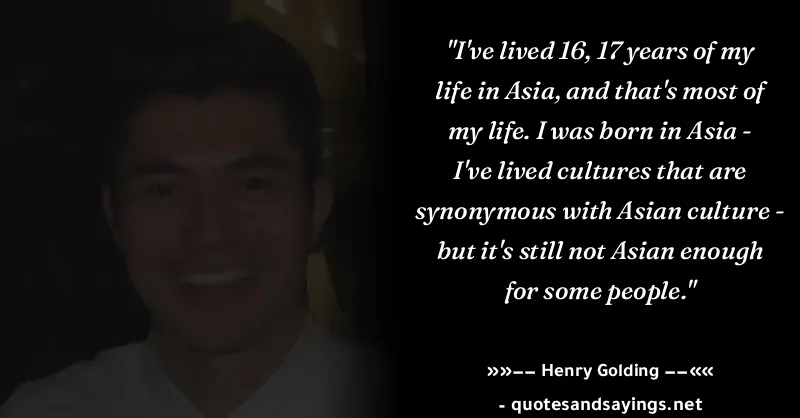 "I've lived 16, 17 years of my
life in Asia, and that's most of
my life. I was born in Asia -
I've lived cultures that are
synonymous with Asian culture -
but it's still not Asian enough
for some people."
»»−− Henry Golding −−««
- quotesandsayings.net